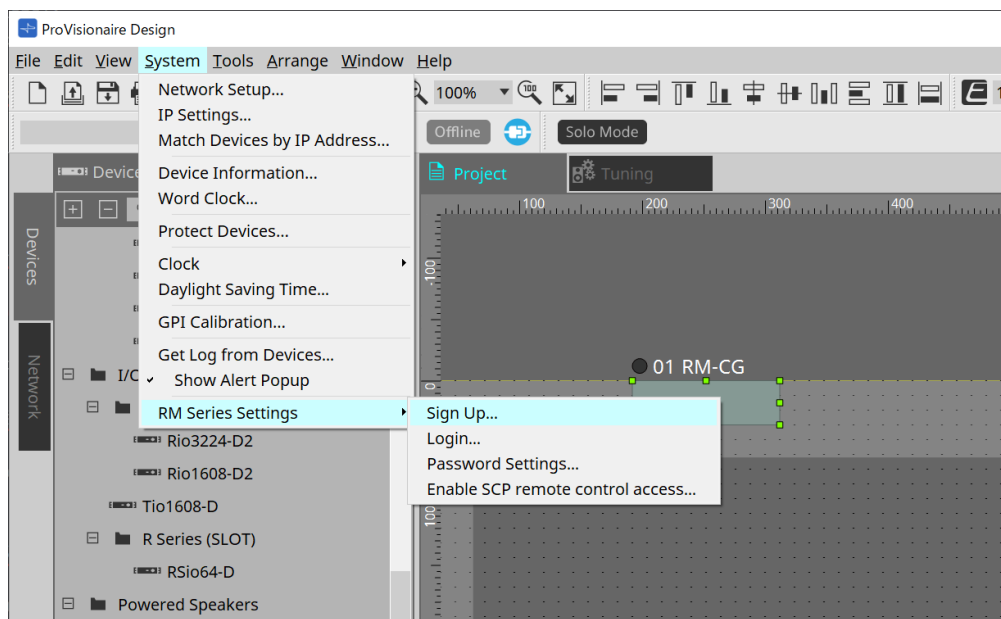 ProVisionaire Design
File Edit View System Tools Arrange Window Help
100%
Offline
Solo Mode
Network Setup...
IP Settings...
Match Devices by IP Address...
Device Information...
Word Clock...
Protect Devices...
Clock
Daylight Saving Time...
GPI Calibration...
Get Log from Devices...
Show Alert Popup
RM Series Settings
Sign Up...
Login...
Password Settings...
Enable SCP remote control access...
Devices
Network
Device
I/O
Rio3224-D2
Rio1608-D2
Tio1608-D
R Series (SLOT)
RSio64-D
Powered Speakers
Project
Tuning
100 200 300 400
-100
0
100
01 RM-CG